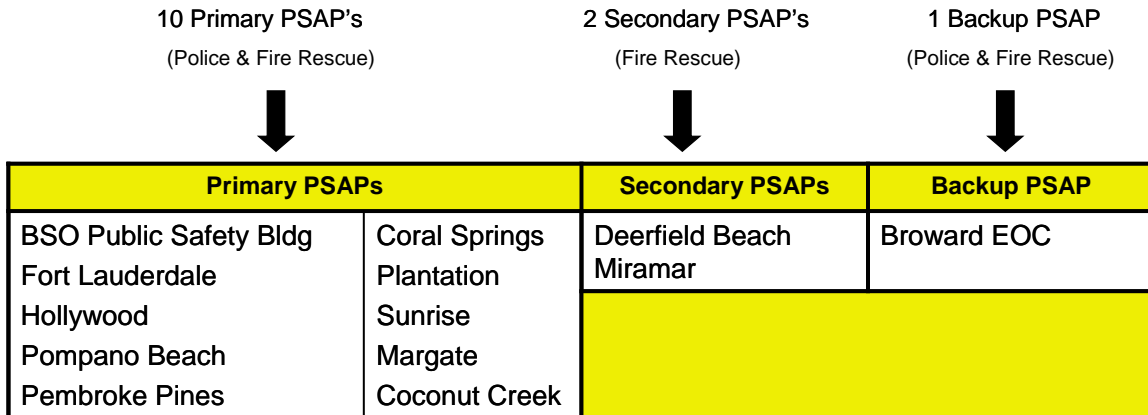 10 Primary PSAP's
(Police & Fire Rescue)
2 Secondary PSAP's
(Fire Rescue)
1 Backup PSAP
(Police & Fire Rescue)
Primary PSAPs
Secondary PSAPs
Backup PSAP
BSO Public Safety Bldg
Fort Lauderdale
Hollywood
Pompano Beach
Pembroke Pines
Coral Springs
Plantation
Sunrise
Margate
Coconut Creek
Deerfield Beach
Miramar
Broward EOC